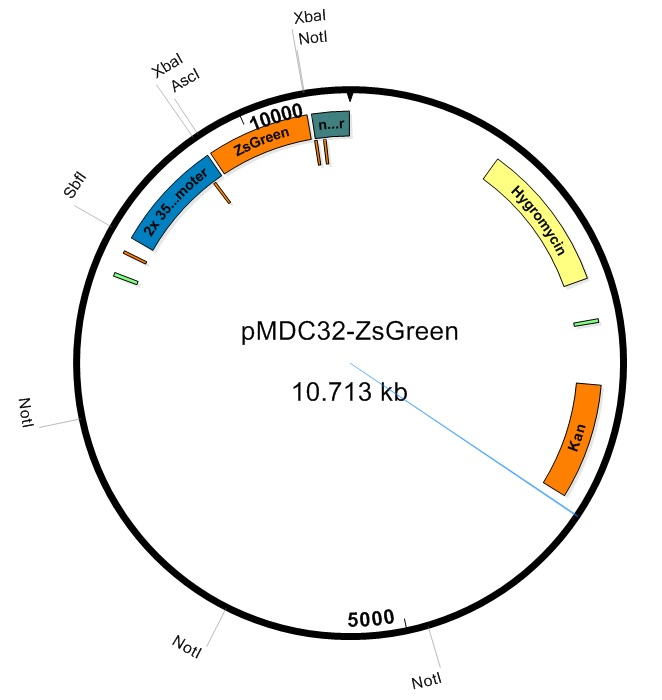 XbaI
NotI
XbaI
AscI
10000
n...r
ZsGreen
2x 35...moter
SbfI
Hygromycin
pMDC32-ZsGreen
10.713 kb
NotI
Kan
5000
NotI
NotI